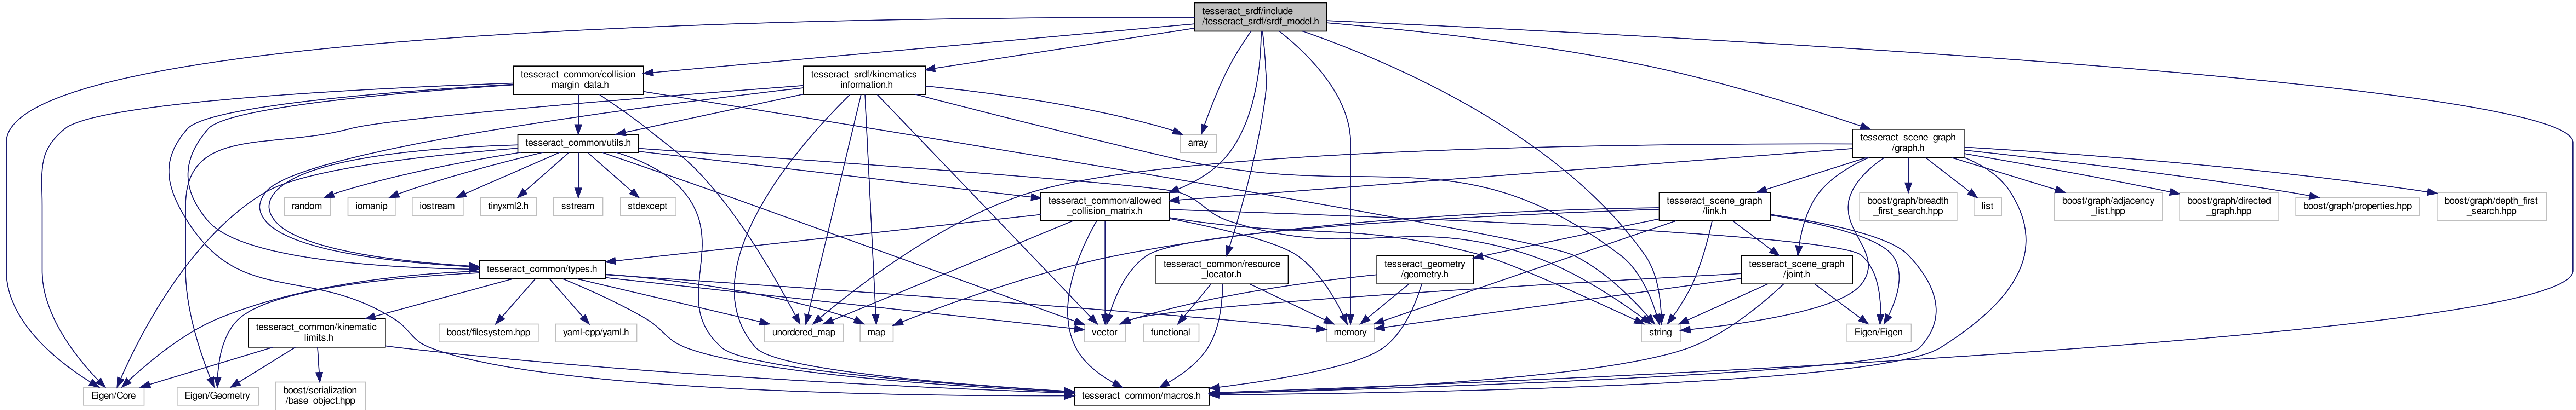 tesseract_srdf/include
/tesseract_srdf/srdf_model.h
tesseract_common/collision
_margin_data.h
tesseract_srdf/kinematics
_information.h
tesseract_common/utils.h
array
tesseract_scene_graph
/graph.h
random
iomanip
iostream
tinyxml2.h
sstream
stdexcept
tesseract_common/allowed
_collision_matrix.h
tesseract_scene_graph
/link.h
boost/graph/breadth
_first_search.hpp
list
boost/graph/adjacency
_list.hpp
boost/graph/directed
_graph.hpp
boost/graph/properties.hpp
boost/graph/depth_first
_search.hpp
tesseract_common/types.h
tesseract_common/resource
_locator.h
tesseract_geometry
/geometry.h
tesseract_scene_graph
/joint.h
tesseract_common/kinematic
_limits.h
boost/filesystem.hpp
yaml-cpp/yaml.h
unordered_map
map
vector
functional
memory
string
Eigen/Eigen
Eigen/Core
Eigen/Geometry
boost/serialization
/base_object.hpp
tesseract_common/macros.h